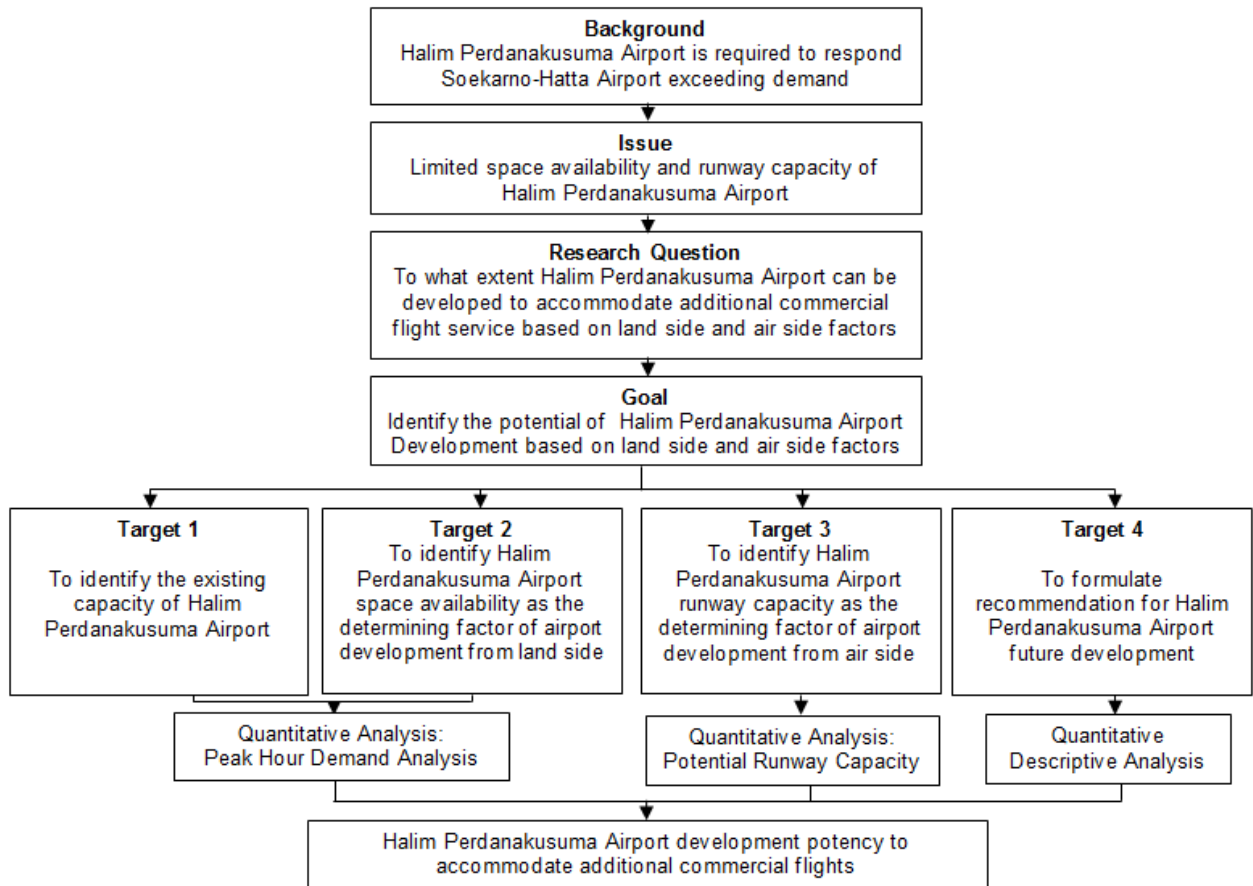 Background
Halim Perdanakusuma Airport is required to respond
Soekarno-Hatta Airport exceeding demand
Issue
Limited space availability and runway capacity of
Halim Perdanakusuma Airport
Research Question
To what extent Halim Perdanakusuma Airport can be
developed to accommodate additional commercial
flight service based on land side and air side factors
Goal
Identify the potential of Halim Perdanakusuma Airport
Development based on land side and air side factors
Target 1
To identify the existing
capacity of Halim
Perdanakusuma Airport
Target 2
To identify Halim
Perdanakusuma Airport
space availability as the
determining factor of airport
development from land side
Target 3
To identify Halim
Perdanakusuma Airport
runway capacity as the
determining factor of airport
development from air side
Target 4
To formulate
recommendation for Halim
Perdanakusuma Airport
future development
Quantitative Analysis:
Peak Hour Demand Analysis
Quantitative Analysis:
Potential Runway Capacity
Quantitative
Descriptive Analysis
Halim Perdanakusuma Airport development potency to
accommodate additional commercial flights